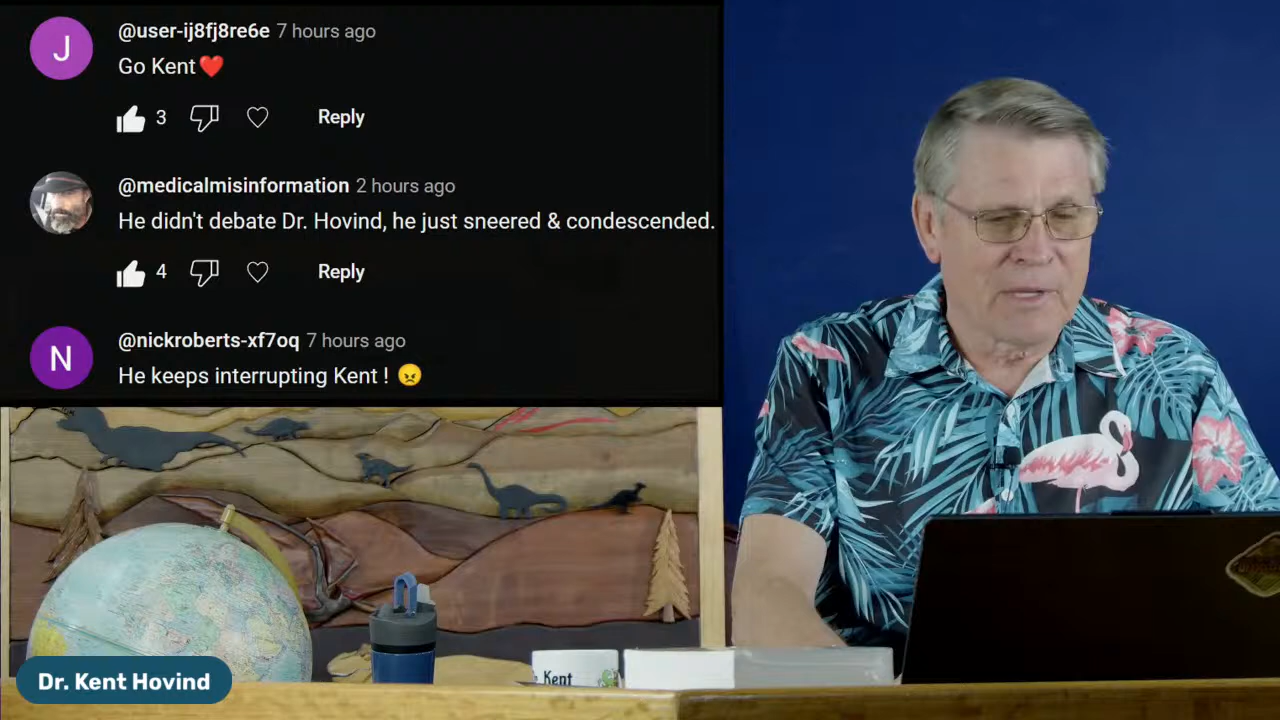 J
@user-ij8fj8re6e 7 hours ago
Go Kent❤️
3
Reply
@medicalmisinformation 2 hours ago
He didn't debate Dr. Hovind, he just sneered & condescended.
4
Reply
N
@nickroberts-xf7oq 7 hours ago
He keeps interrupting Kent ! 😠
Kent
Dr. Kent Hovind